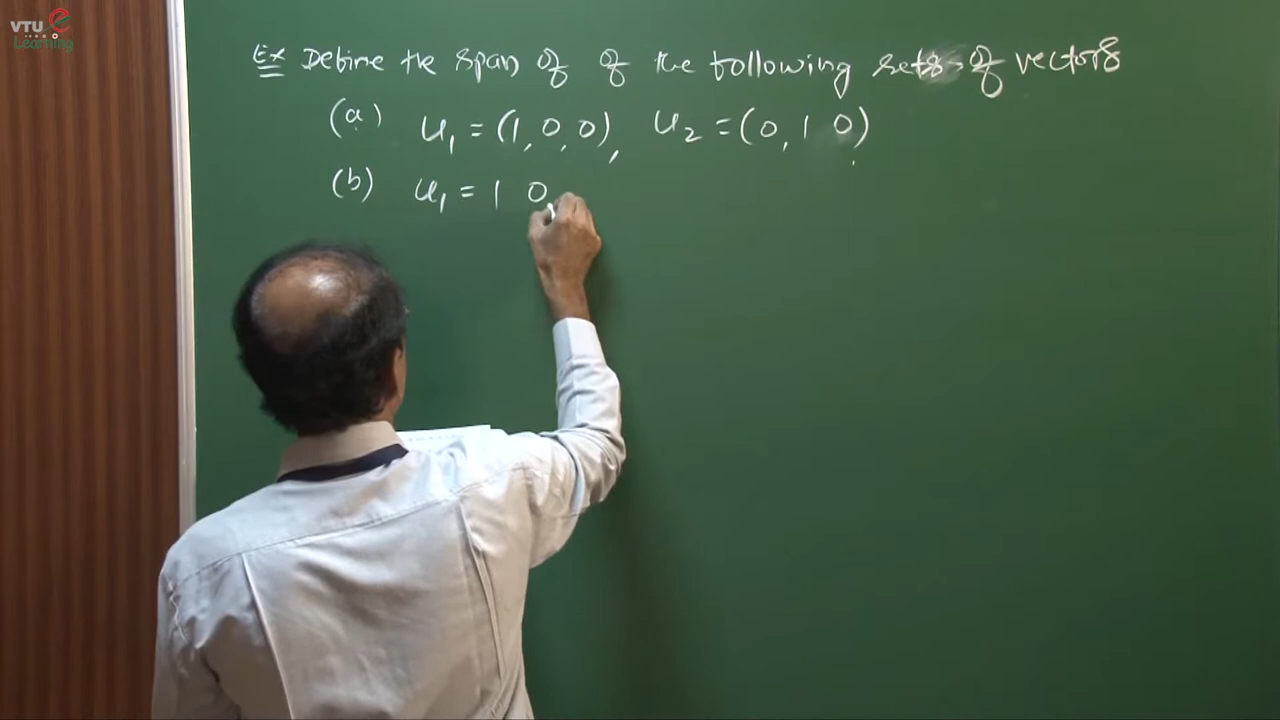 VTU e
Learning
Ex Define the span of of the following sets of vectors
(a) u₁ = (1, 0, 0), u₂ = (0, 1 0)
(b) u₁ = 1 0